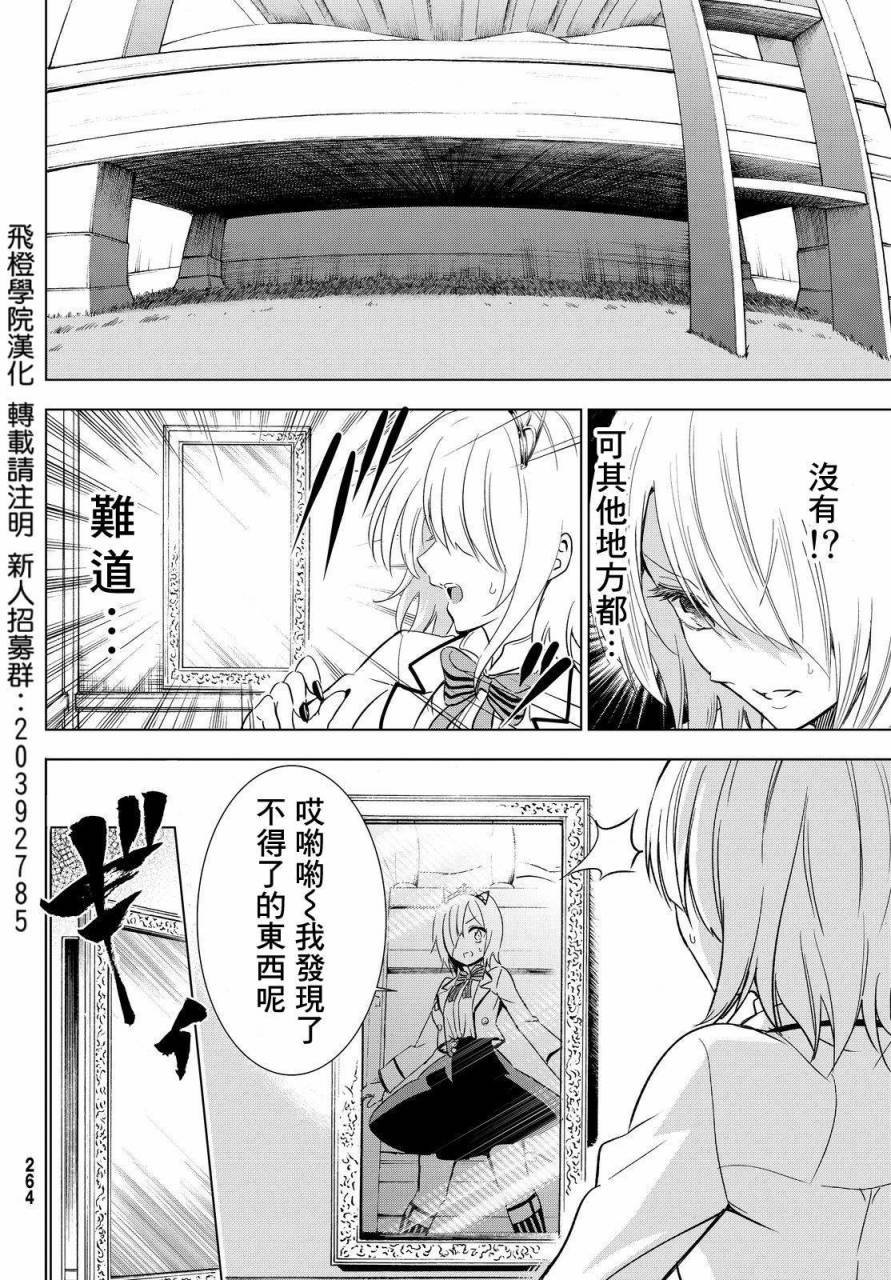 沒有!?
可其他地方都…
難道…
哎喲喲~我發現了
不得了的東西呢
ギ…
飛橙學院漢化 轉載請注明 新人招募群:20392785
264